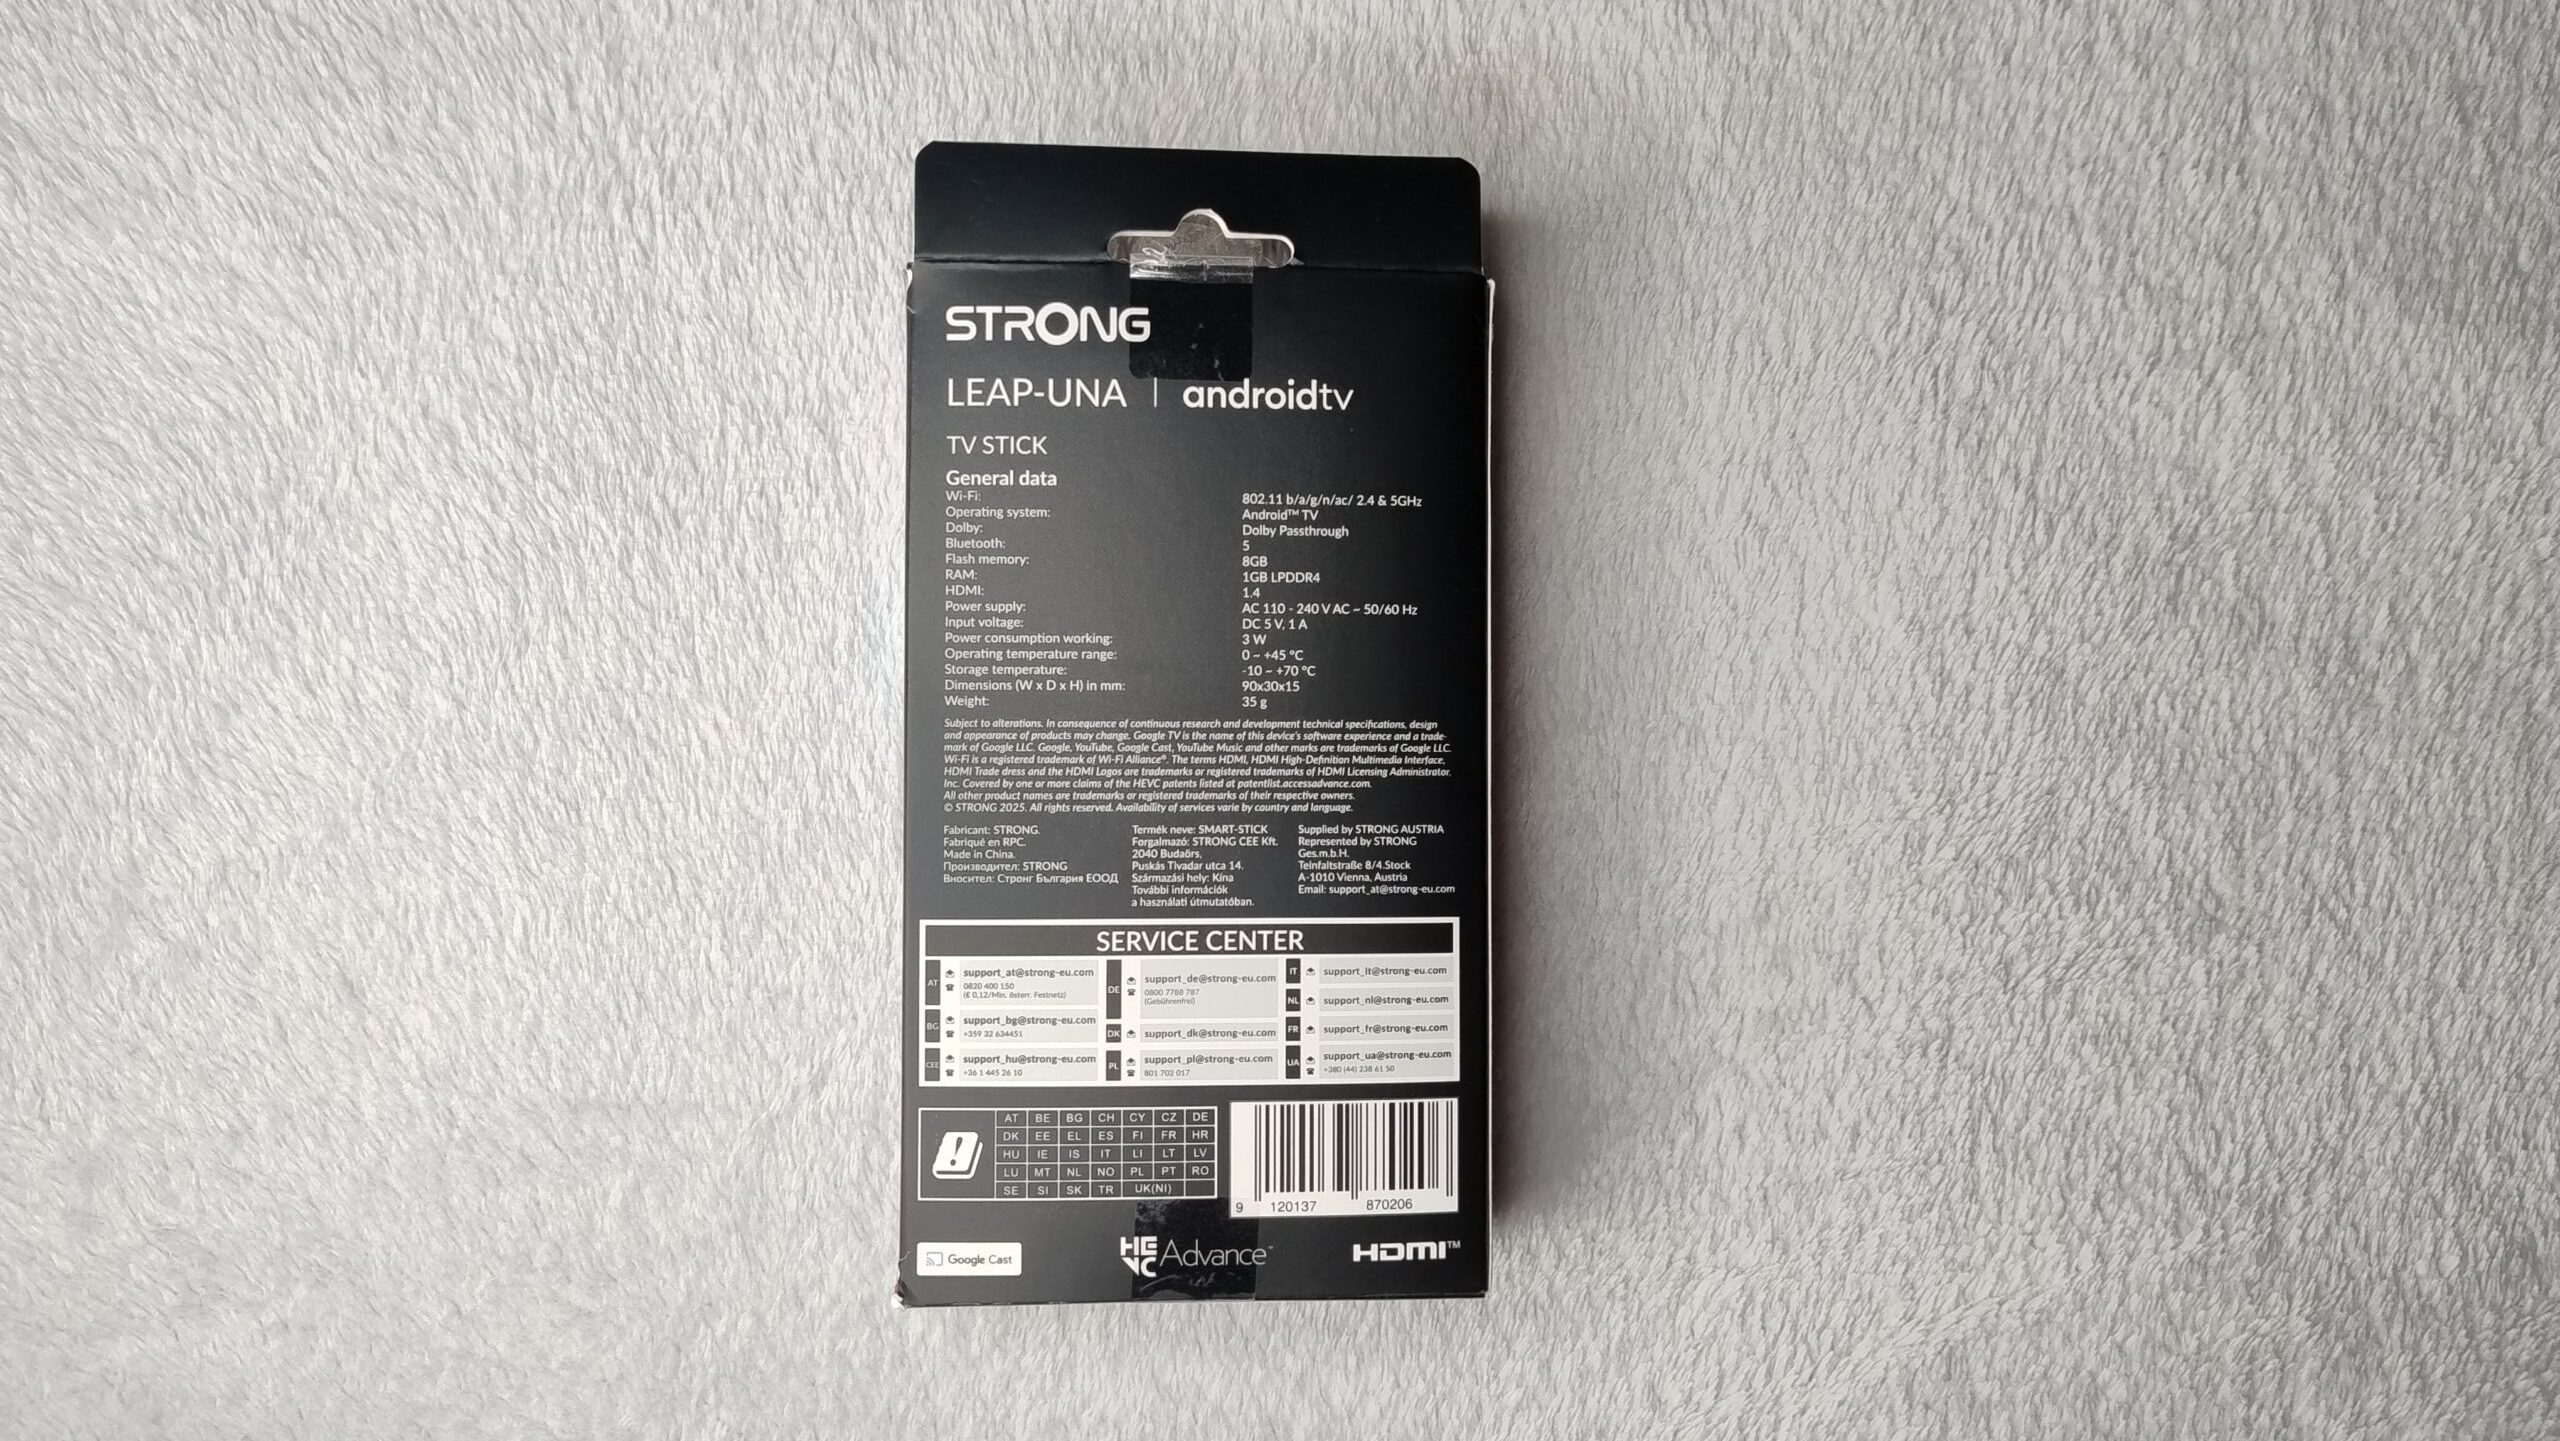 STRONG
LEAP-UNA | androidtv
TV STICK
General data
Wi-Fi: 802.11 b/a/g/n/ac/ 2.4 & 5GHz
Operating system: Android™ TV
Dolby: Dolby Passthrough
Bluetooth: 5
Flash memory: 8GB
RAM: 1GB LPDDR4
HDMI: 1.4
Power supply: AC 110 - 240 V AC ~ 50/60 Hz
Input voltage: DC 5 V, 1 A
Power consumption working: 3 W
Operating temperature range: 0 ~ +45 °C
Storage temperature: -10 ~ +70 °C
Dimensions (W x D x H) in mm: 90x30x15
Weight: 35 g
Subject to alterations. In consequence of continuous research and development technical specifications, design
and appearance of products may change. Google TV is the name of this device's software experience and a trade-
mark of Google LLC. Google, YouTube, Google Cast, YouTube Music and other marks are trademarks of Google LLC.
Wi-Fi is a registered trademark of Wi-Fi Alliance®. The terms HDMI, HDMI High-Definition Multimedia Interface,
HDMI Trade dress and the HDMI Logos are trademarks or registered trademarks of HDMI Licensing Administrator,
Inc. Covered by one or more claims of the HEVC patents listed at patentlist.accessadvance.com.
All other product names are trademarks or registered trademarks of their respective owners.
© STRONG 2025. All rights reserved. Availability of services varie by country and language.
Fabricant: STRONG.
Fabriqué en RPC.
Made in China.
Производител: STRONG
Вносител: Стронг България ЕООД
Termék neve: SMART-STICK
Forgalmazó: STRONG CEE Kft.
2040 Budaörs,
Puskás Tivadar utca 14.
Származási hely: Kína
További információk
a használati útmutatóban.
Supplied by STRONG AUSTRIA
Represented by STRONG
Ges.m.b.H.
Teinfaltstraße 8/4.Stock
A-1010 Vienna, Austria
Email: support_at@strong-eu.com
SERVICE CENTER
AT support_at@strong-eu.com
0820 400 150
(€ 0,12/Min. österr. Festnetz)
BG support_bg@strong-eu.com
+359 32 634451
CEE support_hu@strong-eu.com
+36 1 445 26 10
DE support_de@strong-eu.com
0800 7788 787
(Gebührenfrei)
DK support_dk@strong-eu.com
PL support_pl@strong-eu.com
801 702 017
IT support_it@strong-eu.com
NL support_nl@strong-eu.com
FR support_fr@strong-eu.com
UA support_ua@strong-eu.com
+380 (44) 238 61 50
AT BE BG CH CY CZ DE
DK EE EL ES FI FR HR
HU IE IS IT LI LT LV
LU MT NL NO PL PT RO
SE SI SK TR UK(NI)
9 120137 870206
Google Cast
HEVC Advance™
HDMI™